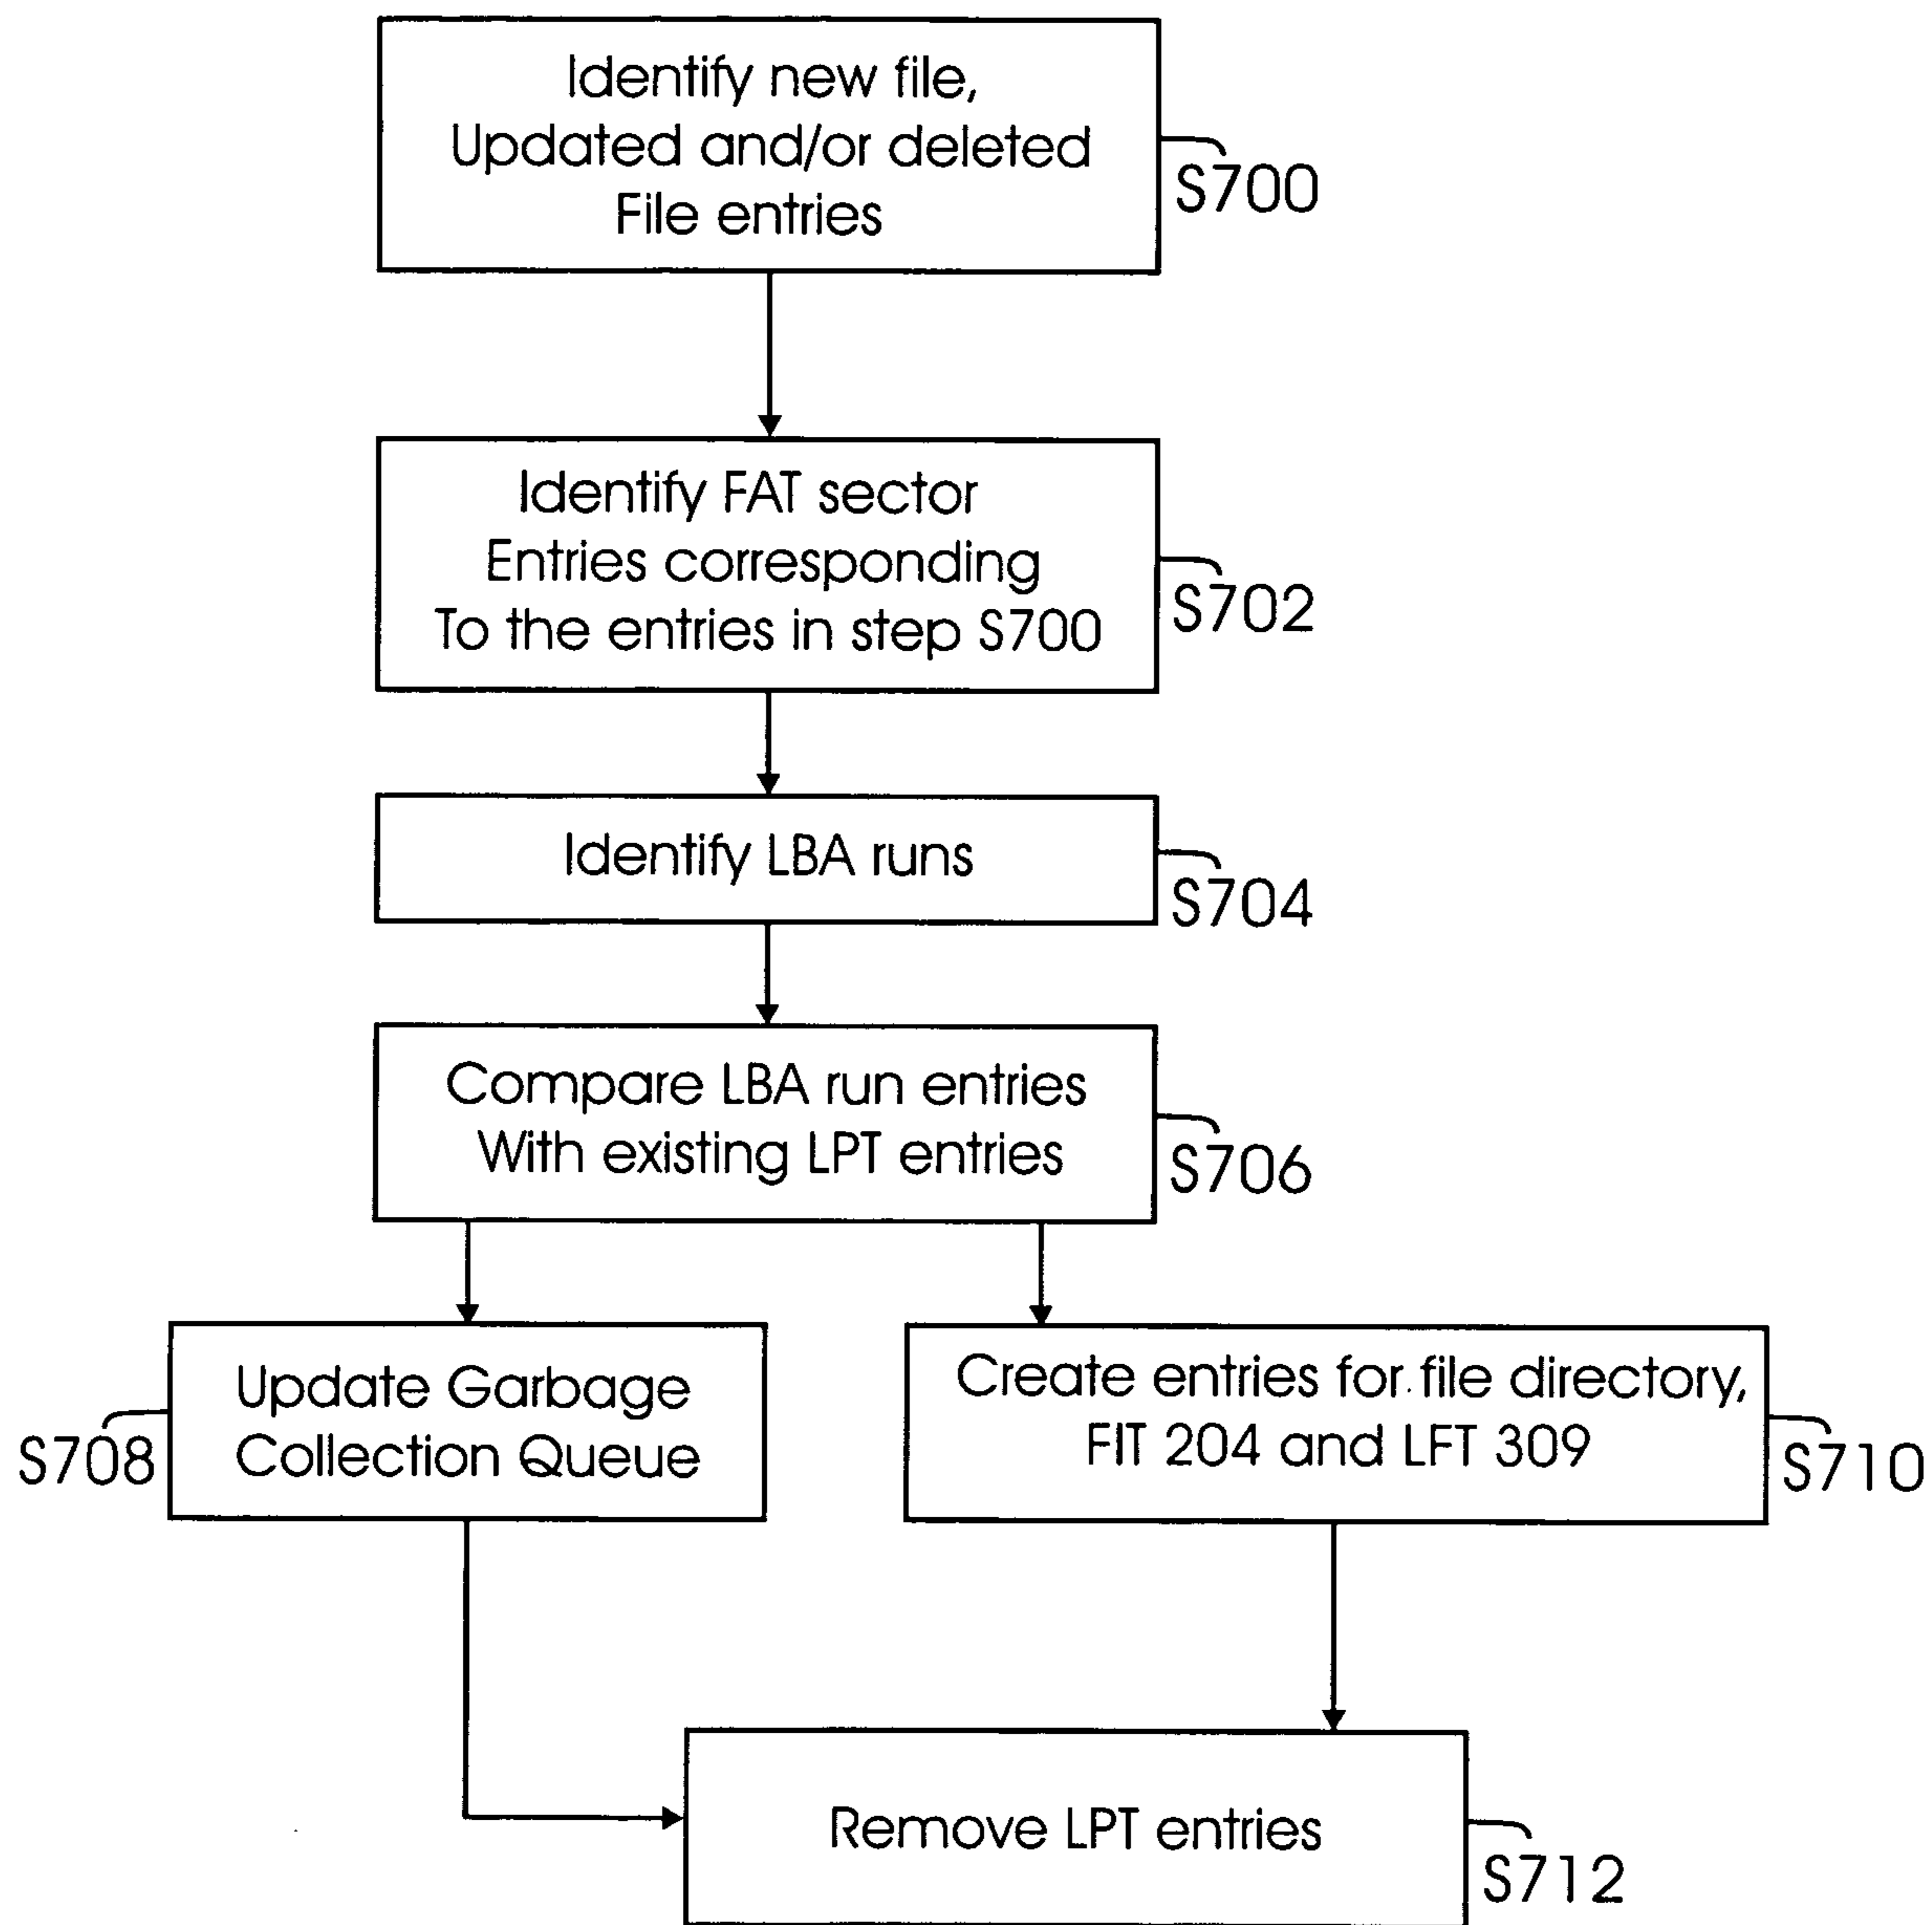 Identify new file,
Updated and/or deleted
File entries
S700
Identify FAT sector
Entries corresponding
To the entries in step S700
S702
Identify LBA runs
S704
Compare LBA run entries
With existing LPT entries
S706
Update Garbage
Collection Queue
S708
Create entries for file directory,
FIT 204 and LFT 309
S710
Remove LPT entries
S712